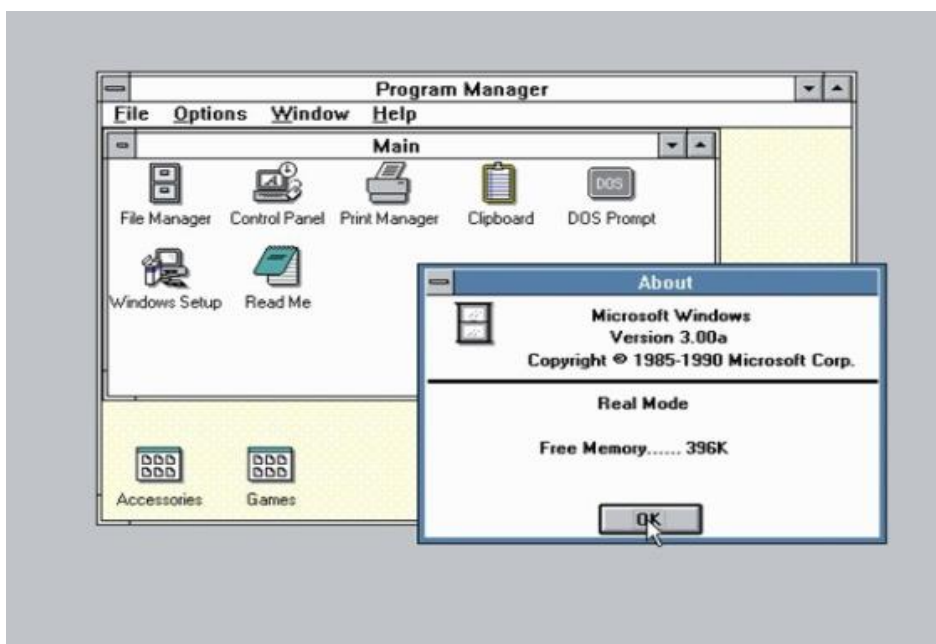 Program Manager
File Options Window Help
Main
File Manager Control Panel Print Manager Clipboard DOS Prompt
DOS
Windows Setup Read Me
About
Microsoft Windows
Version 3.00a
Copyright © 1985-1990 Microsoft Corp.
Real Mode
Free Memory...... 396K
OK
Accessories Games